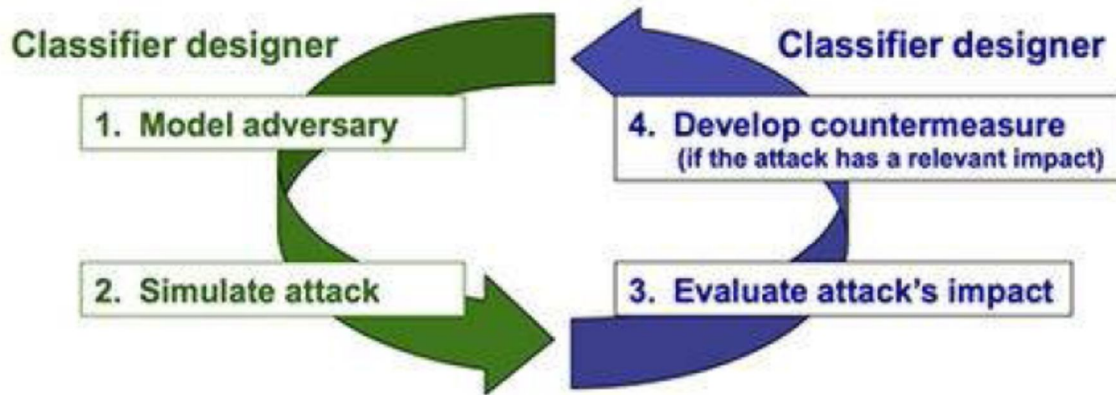 Classifier designer
1. Model adversary
2. Simulate attack
Classifier designer
4. Develop countermeasure
(if the attack has a relevant impact)
3. Evaluate attack's impact